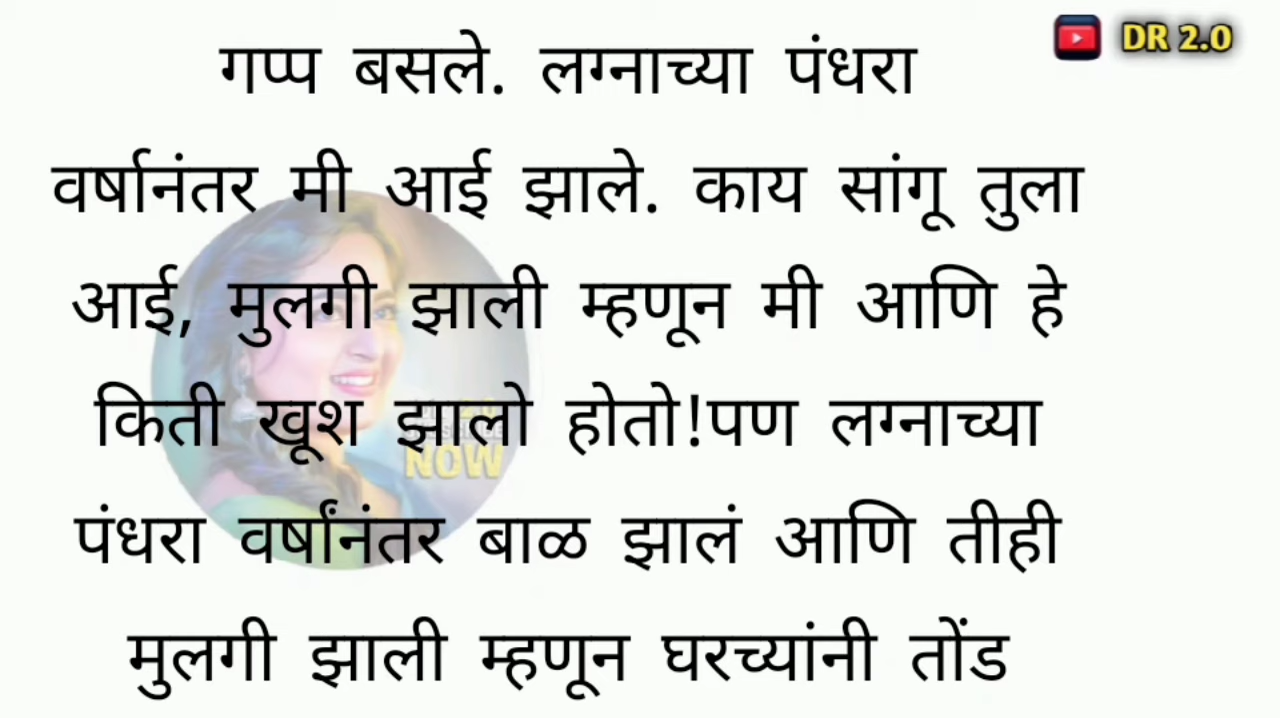 DR 2.0
गप्प बसले. लग्नाच्या पंधरा
वर्षानंतर मी आई झाले. काय सांगू तुला
आई, मुलगी झाली म्हणून मी आणि हे
किती खूश झालो होतो!पण लग्नाच्या
NOW
पंधरा वर्षांनंतर बाळ झालं आणि तीही
मुलगी झाली म्हणून घरच्यांनी तोंड